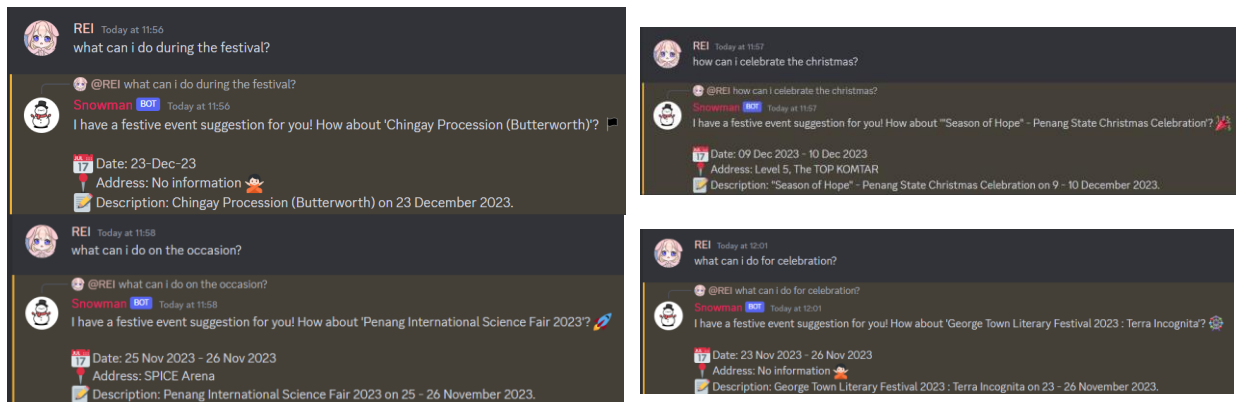 REI Today at 11:56
what can i do during the festival?
@REI what can i do during the festival?
Snowman BOT Today at 11:56
I have a festive event suggestion for you! How about 'Chingay Procession (Butterworth)'?
JUL 17 Date: 23-Dec-23
Address: No information
Description: Chingay Procession (Butterworth) on 23 December 2023.
REI Today at 11:58
what can i do on the occasion?
@REI what can i do on the occasion?
Snowman BOT Today at 11:58
I have a festive event suggestion for you! How about 'Penang International Science Fair 2023'?
JUL 17 Date: 25 Nov 2023 - 26 Nov 2023
Address: SPICE Arena
Description: Penang International Science Fair 2023 on 25 - 26 November 2023.
REI Today at 11:57
how can i celebrate the christmas?
@REI how can i celebrate the christmas?
Snowman BOT Today at 11:57
I have a festive event suggestion for you! How about '"Season of Hope" - Penang State Christmas Celebration'?
JUL 17 Date: 09 Dec 2023 - 10 Dec 2023
Address: Level 5, The TOP KOMTAR
Description: "Season of Hope" - Penang State Christmas Celebration on 9 - 10 December 2023.
REI Today at 12:01
what can i do for celebration?
@REI what can i do for celebration?
Snowman BOT Today at 12:01
I have a festive event suggestion for you! How about 'George Town Literary Festival 2023 : Terra Incognita'?
JUL 17 Date: 23 Nov 2023 - 26 Nov 2023
Address: No information
Description: George Town Literary Festival 2023 : Terra Incognita on 23 - 26 November 2023.